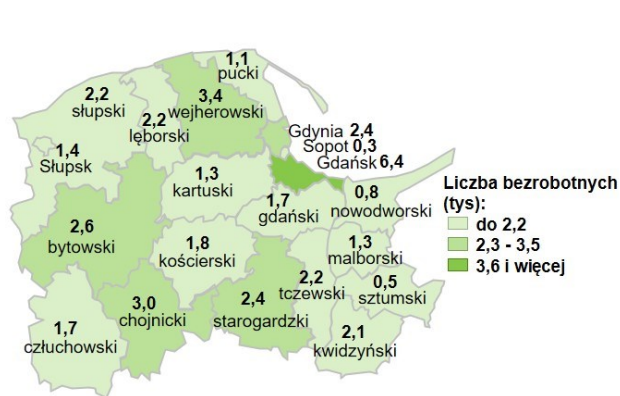 1,1
pucki
2,2
słupski
3,4
wejherowski
2,2
lęborski
Gdynia 2,4
Sopot 0,3
Gdańsk 6,4
1,4
Słupsk
1,3
kartuski
1,7
gdański
0,8
nowodworski
2,6
bytowski
1,8
kościerski
1,3
malborski
2,2
tczewski
0,5
sztumski
3,0
chojnicki
2,4
starogardzki
1,7
człuchowski
2,1
kwidzyński
Liczba bezrobotnych
(tys):
do 2,2
2,3 - 3,5
3,6 i więcej